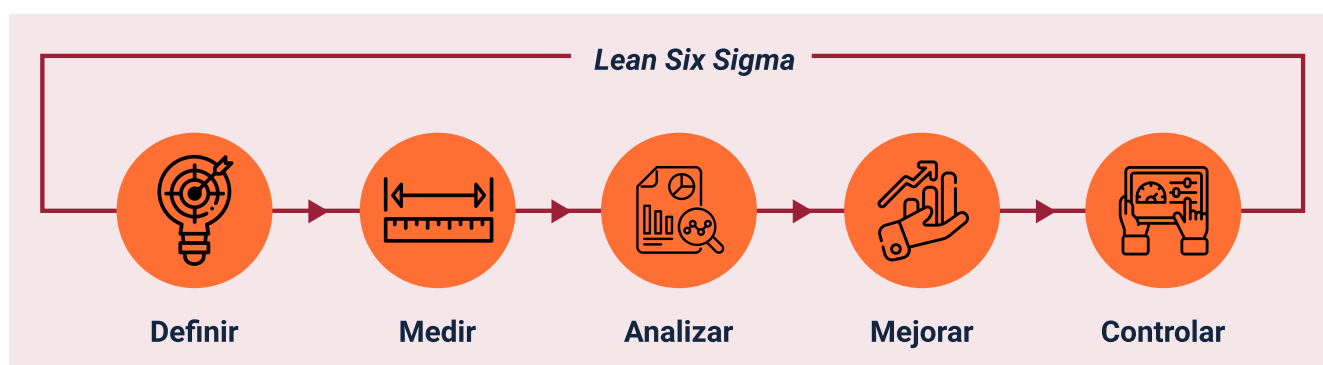 Lean Six Sigma
Definir
Medir
Analizar
Mejorar
Controlar